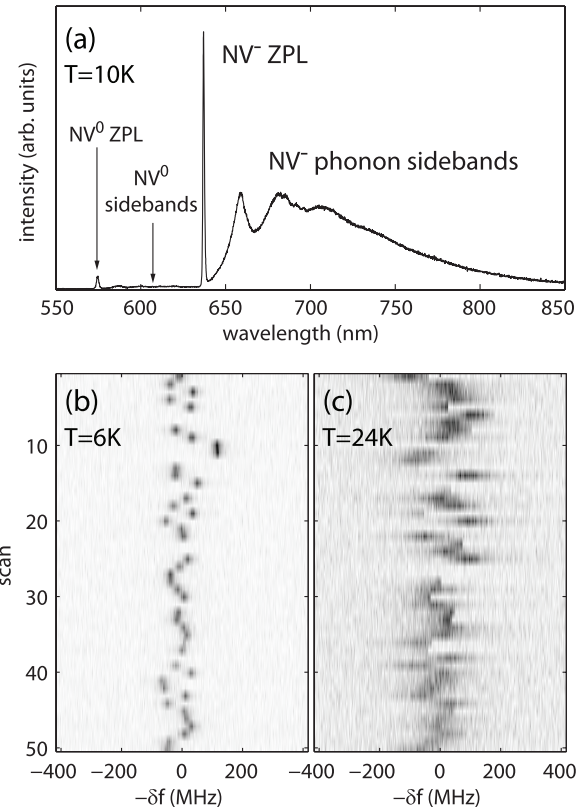 (a)
T=10K
NV⁻ ZPL
NV⁰ ZPL
NV⁰
sidebands
NV⁻ phonon sidebands
intensity (arb. units)
550 600 650 700 750 800 850
wavelength (nm)
(b)
T=6K
(c)
T=24K
10
20
30
40
50
scan
−400 −200 0 200 −400 −200 0 200 400
−δf (MHz)
−δf (MHz)